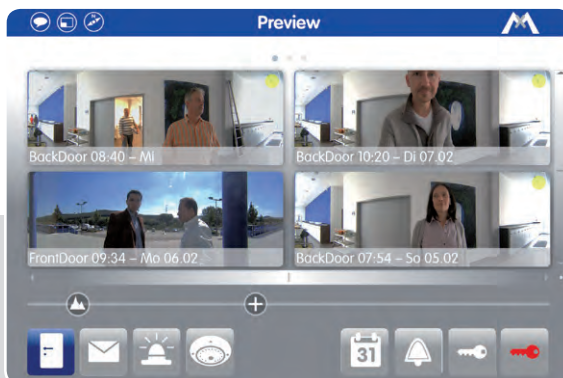 Preview
BackDoor 08:40 – Mi
BackDoor 10:20 – Di 07.02
FrontDoor 09:34 – Mo 06.02
BackDoor 07:54 – So 05.02
31